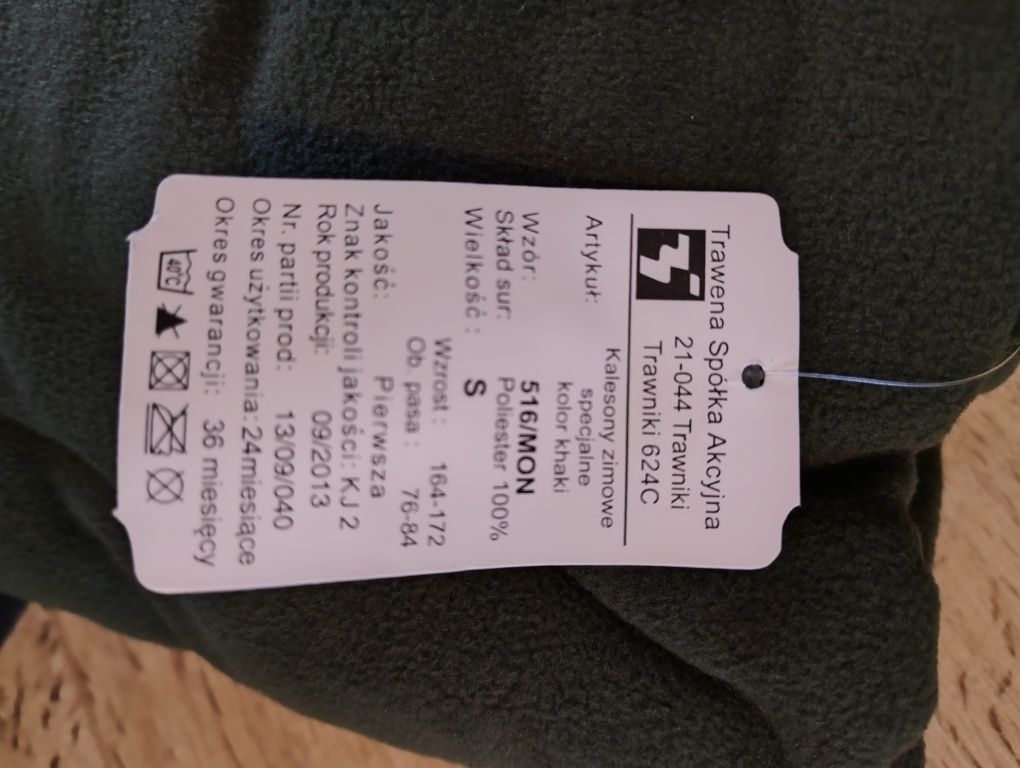 Trawena Spółka Akcyjna
21-044 Trawniki
Trawniki 624C
Artykuł: Kalesony zimowe
specjalne
kolor khaki
Wzór: 516/MON
Skład sur: Poliester 100%
Wielkość : S
Wzrost : 164-172
Ob. pasa : 76-84
Jakość: Pierwsza
Znak kontroli jakości: KJ 2
Rok produkcji: 09/2013
Nr. partii prod: 13/09/040
Okres użytkowania: 24miesiące
Okres gwarancji: 36 miesięcy
40°C